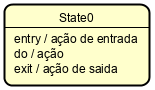 State0
entry / ação de entrada
do / ação
exit / ação de saida